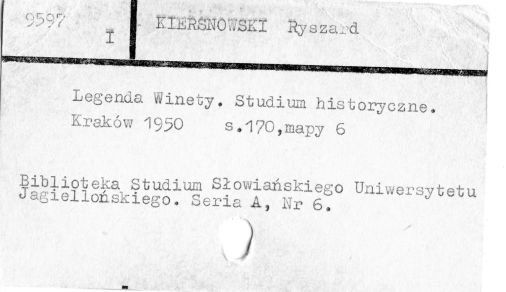 9597
I
KIERSNOWSKI Ryszard
Legenda Winety. Studium historyczne.
Kraków 1950 s.170,mapy 6
Biblioteka Studium Słowiańskiego Uniwersytetu
Jagiellońskiego. Seria A, Nr 6.